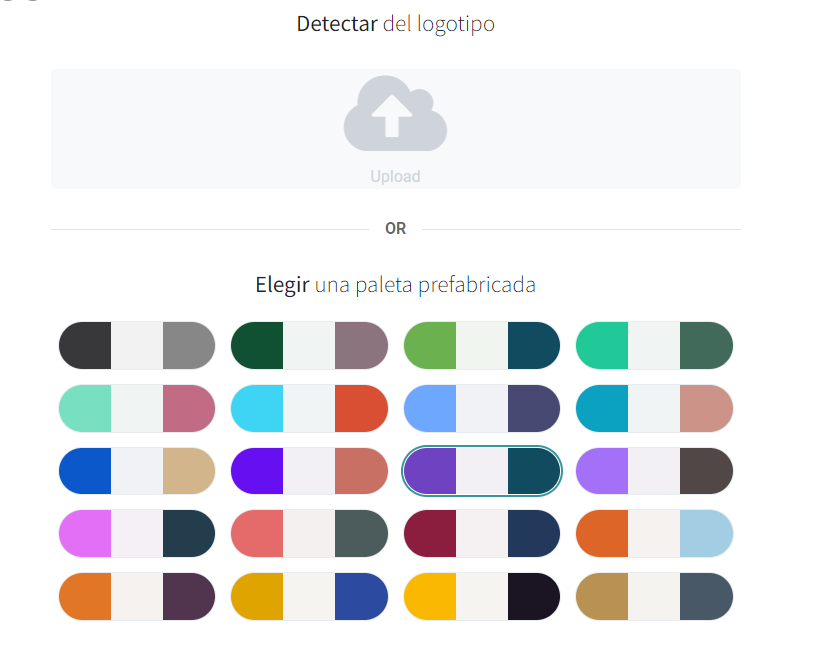 Detectar del logotipo
Upload
OR
Elegir una paleta prefabricada